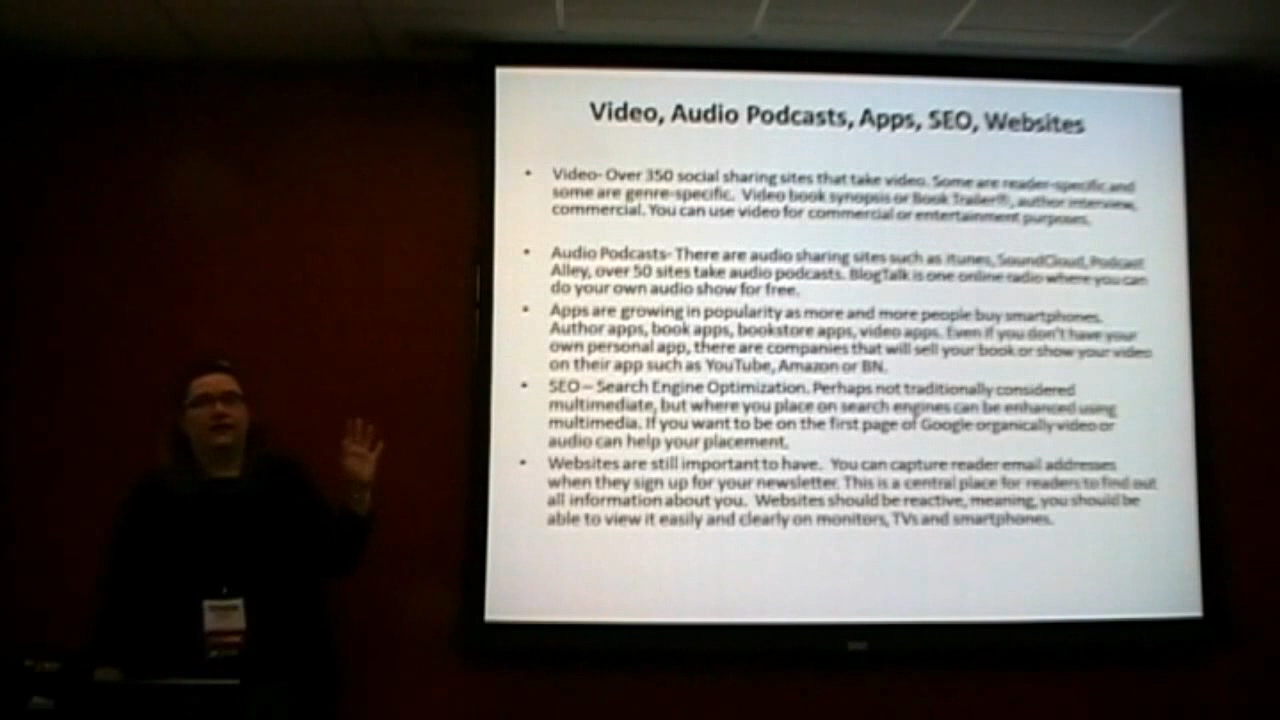 Video, Audio Podcasts, Apps, SEO, Websites
• Video- Over 350 social sharing sites that take video. Some are reader-specific and
some are genre-specific. Video book synopsis or Book Trailer®, author interview,
commercial. You can use video for commercial or entertainment purposes.
• Audio Podcasts- There are audio sharing sites such as itunes, SoundCloud, Podcast
Alley, over 50 sites take audio podcasts. BlogTalk is one online radio where you can
do your own audio show for free.
• Apps are growing in popularity as more and more people buy smartphones.
Author apps, book apps, bookstore apps, video apps. Even if you don't have your
own personal app, there are companies that will sell your book or show your video
on their app such as YouTube, Amazon or BN.
• SEO – Search Engine Optimization. Perhaps not traditionally considered
multimediate, but where you place on search engines can be enhanced using
multimedia. If you want to be on the first page of Google organically video or
audio can help your placement.
• Websites are still important to have. You can capture reader email addresses
when they sign up for your newsletter. This is a central place for readers to find out
all information about you. Websites should be reactive, meaning, you should be
able to view it easily and clearly on monitors, TVs and smartphones.